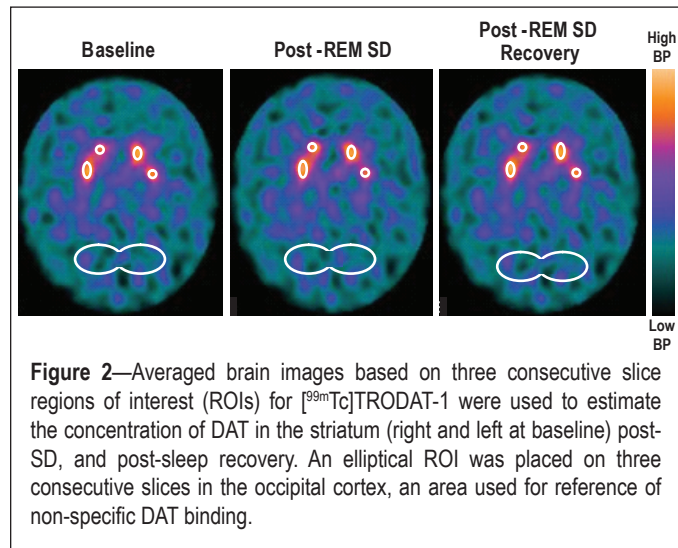 Baseline
Post -REM SD
Post -REM SD
Recovery
High
BP
Low
BP
Figure 2—Averaged brain images based on three consecutive slice
regions of interest (ROIs) for [⁹⁹ᵐTc]TRODAT-1 were used to estimate
the concentration of DAT in the striatum (right and left at baseline) post-
SD, and post-sleep recovery. An elliptical ROI was placed on three
consecutive slices in the occipital cortex, an area used for reference of
non-specific DAT binding.